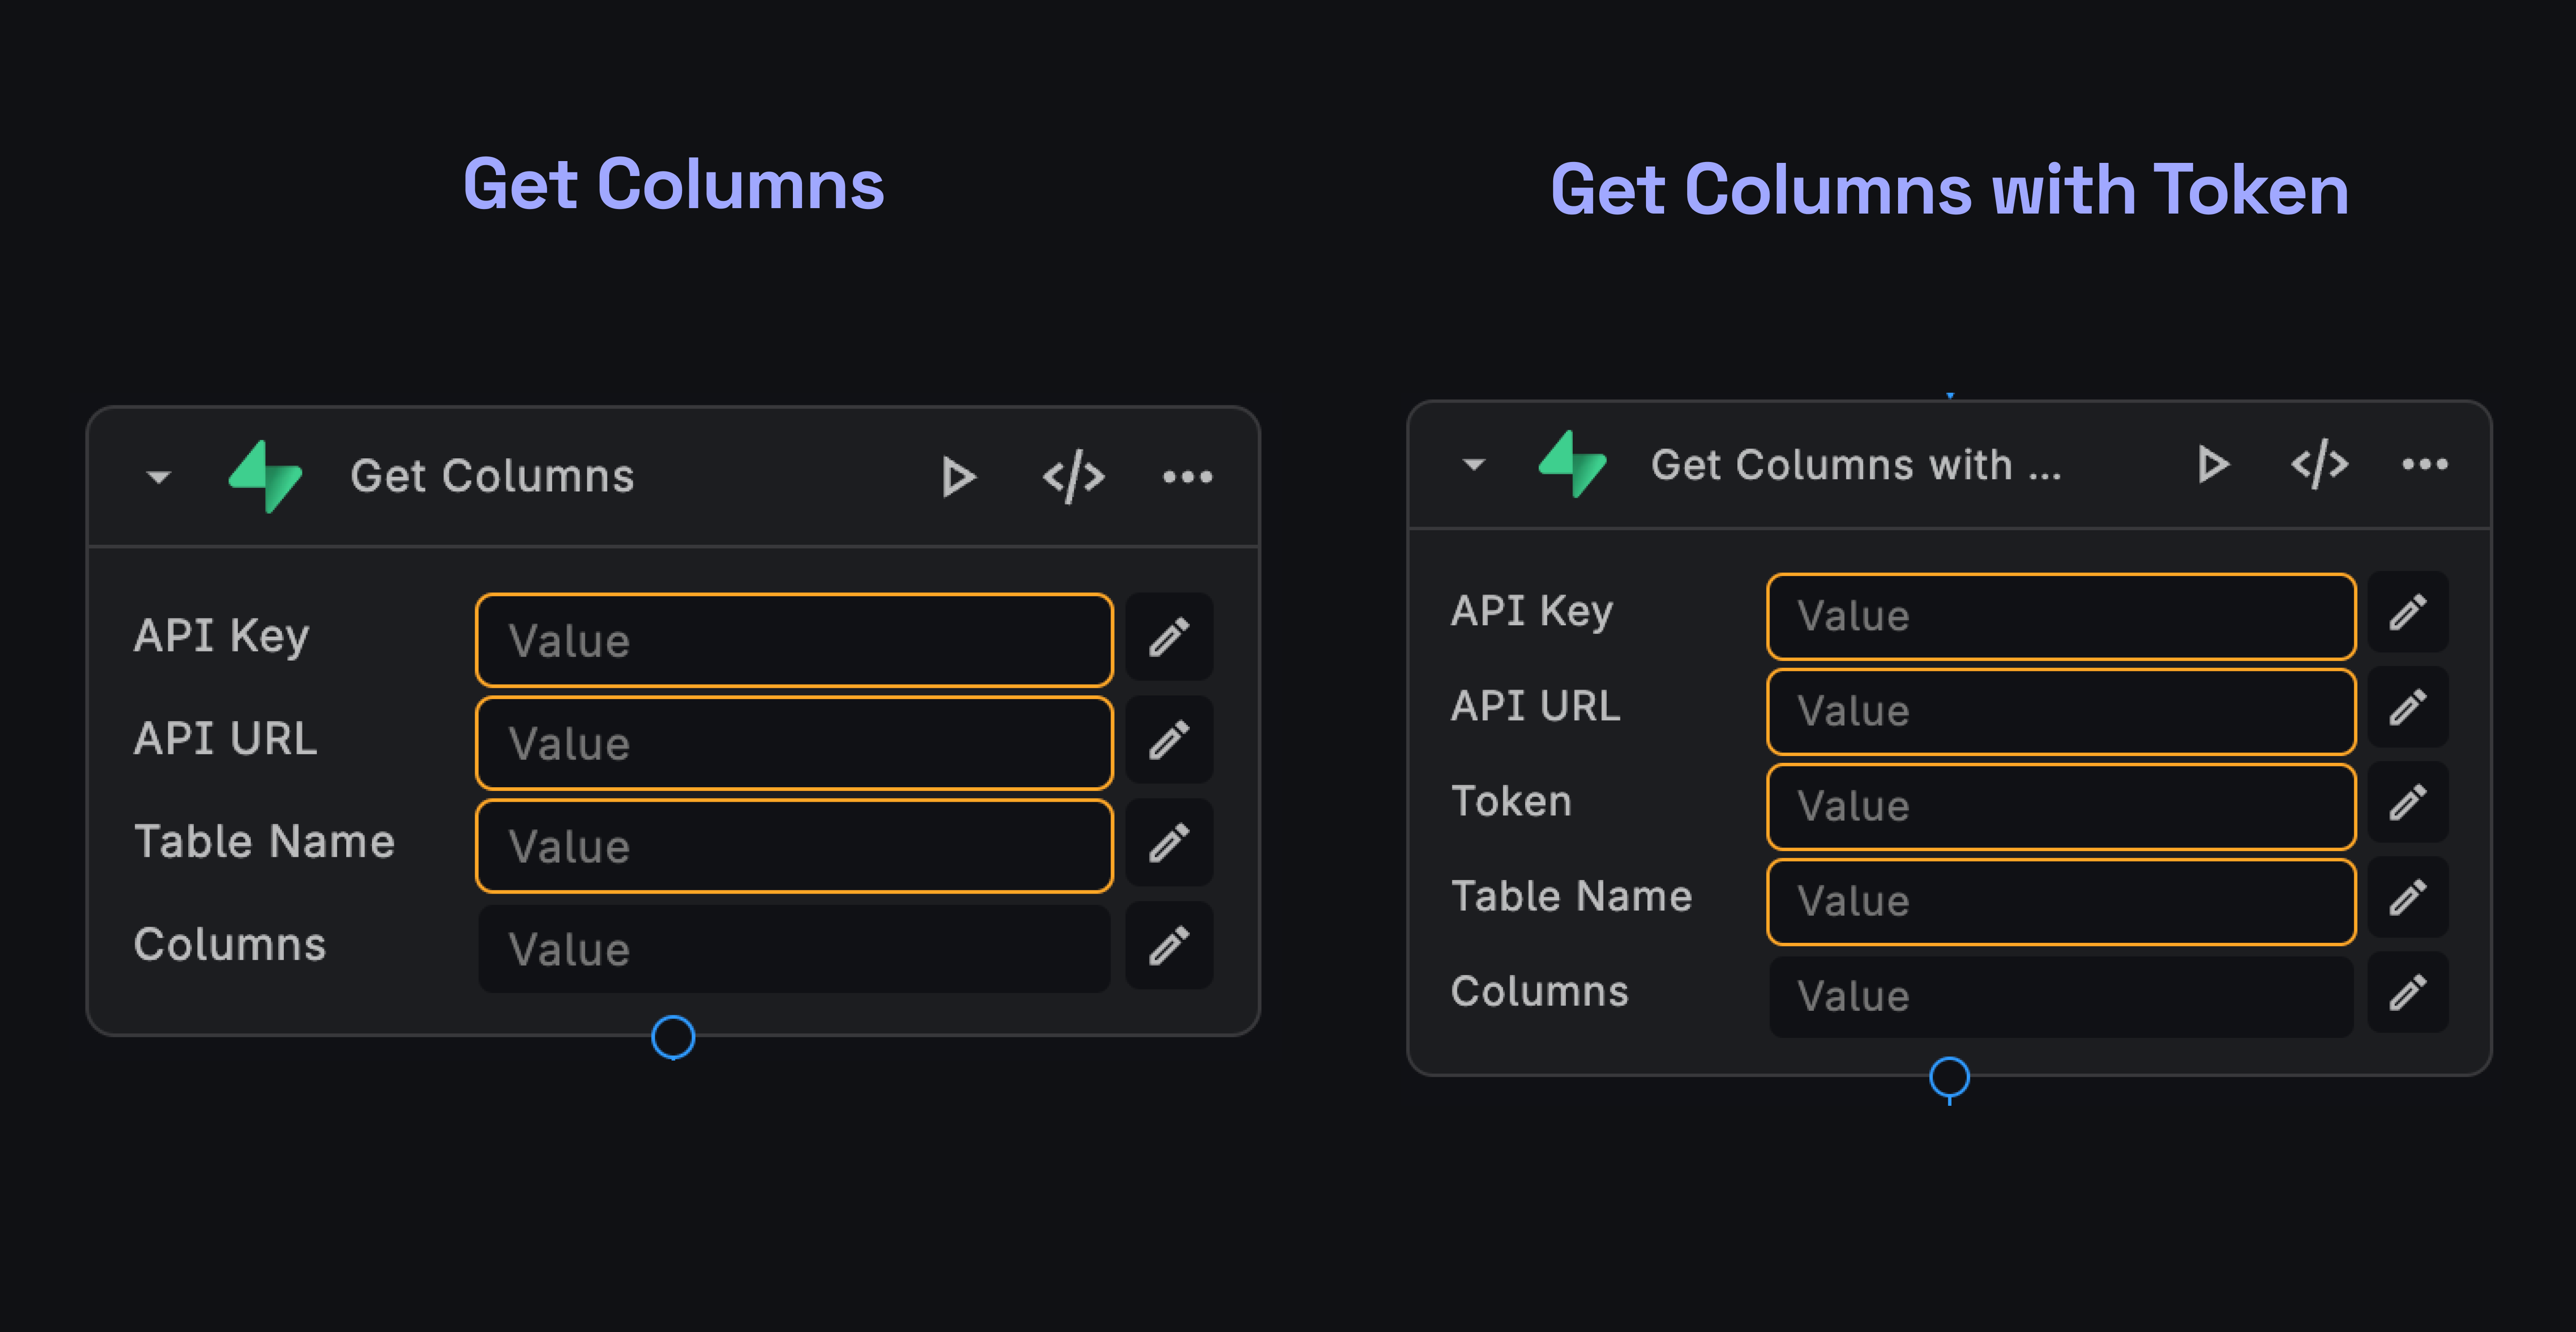 Get Columns
Get Columns with Token
Get Columns
API Key
Value
API URL
Value
Table Name
Value
Columns
Value
Get Columns with ...
API Key
Value
API URL
Value
Token
Value
Table Name
Value
Columns
Value